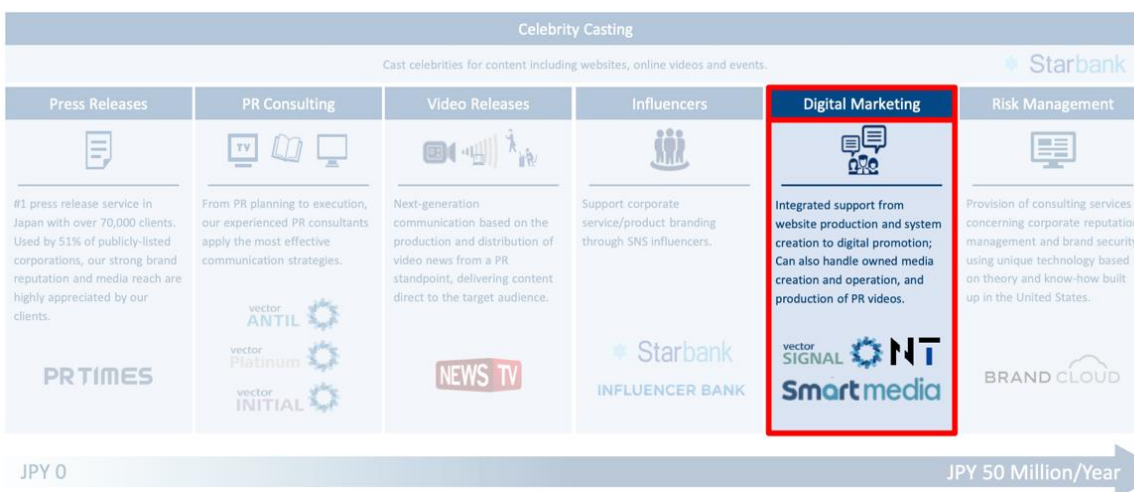 Celebrity Casting
Cast celebrities for content including websites, online videos and events.
Starbank
Press Releases
#1 press release service in
Japan with over 70,000 clients.
Used by 51% of publicly-listed
corporations, our strong brand
reputation and media reach are
highly appreciated by our
clients.
PR TIMES
PR Consulting
TV
From PR planning to execution,
our experienced PR consultants
apply the most effective
communication strategies.
vector
ANTIL
vector
Platinum
vector
INITIAL
Video Releases
Next-generation
communication based on the
production and distribution of
video news from a PR
standpoint, delivering content
direct to the target audience.
NEWS TV
Influencers
Support corporate
service/product branding
through SNS influencers.
Starbank
INFLUENCER BANK
Digital Marketing
Integrated support from
website production and system
creation to digital promotion;
Can also handle owned media
creation and operation, and
production of PR videos.
vector
SIGNAL
NT
Smartmedia
Risk Management
Provision of consulting services
concerning corporate reputation
management and brand security
using unique technology based
on theory and know-how built
up in the United States.
BRAND CLOUD
JPY 0
JPY 50 Million/Year